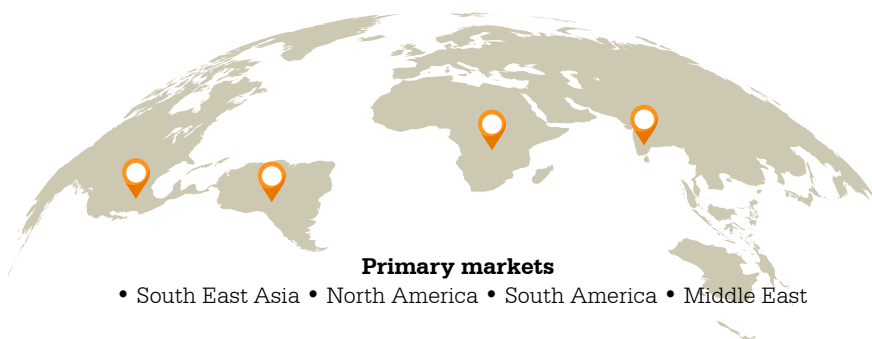 Primary markets
• South East Asia • North America • South America • Middle East